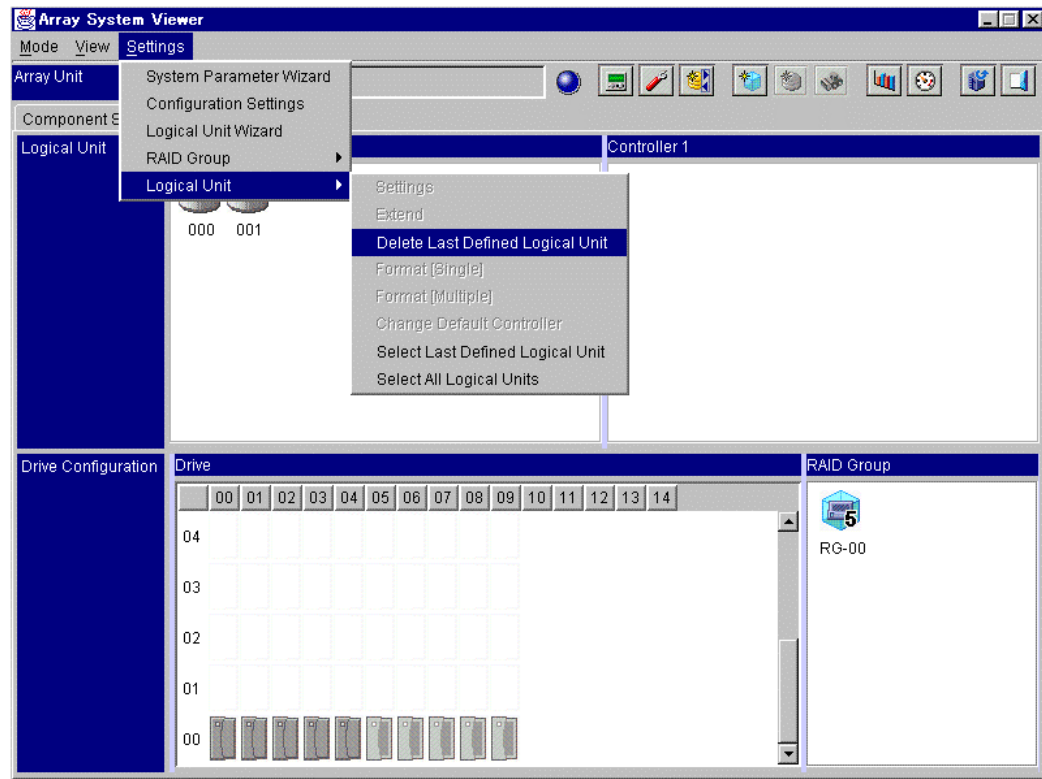 Array System Viewer
Mode View Settings
Array Unit
System Parameter Wizard
Configuration Settings
Logical Unit Wizard
RAID Group
Logical Unit
Component S
Logical Unit
Controller 1
000 001
Settings
Extend
Delete Last Defined Logical Unit
Format [Single]
Format [Multiple]
Change Default Controller
Select Last Defined Logical Unit
Select All Logical Units
Drive Configuration
Drive
00 01 02 03 04 05 06 07 08 09 10 11 12 13 14
04
03
02
01
00
RAID Group
5
RG-00